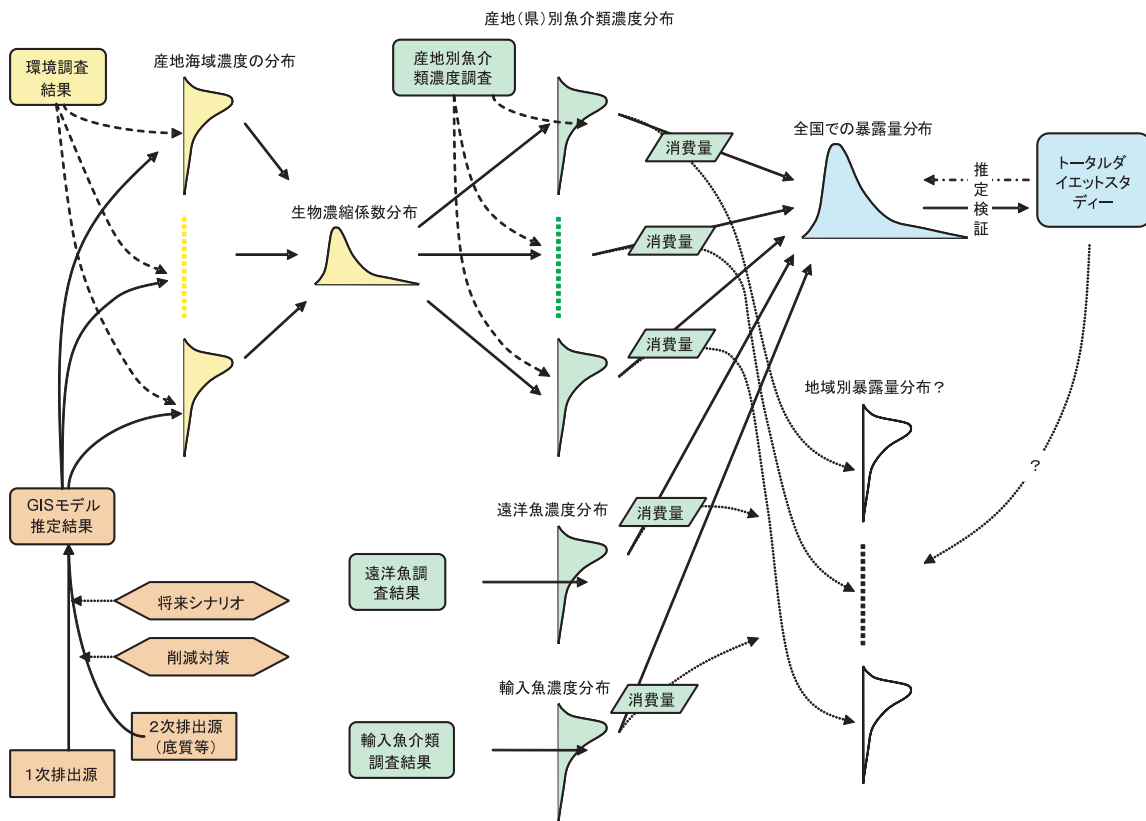 産地(県)別魚介類濃度分布
環境調査
結果
産地海域濃度の分布
産地別魚介
類濃度調査
消費量
全国での暴露量分布
トータルダ
イエットスタ
ディー
推
定
検
証
生物濃縮係数分布
消費量
消費量
地域別暴露量分布?
?
GISモデル
推定結果
遠洋魚濃度分布
消費量
遠洋魚調
査結果
将来シナリオ
削減対策
輸入魚濃度分布
消費量
2次排出源
(底質等)
輸入魚介類
調査結果
1次排出源